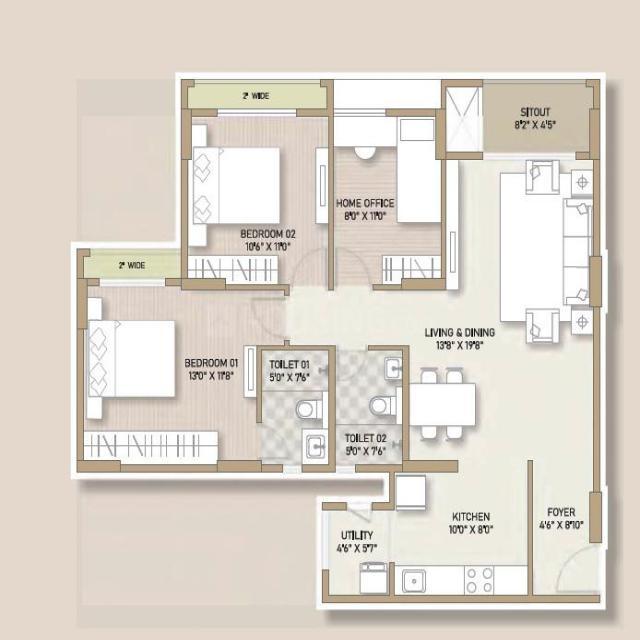 2' WIDE
SITOUT
8'2" X 4'5"
HOME OFFICE
8'0" X 11'0"
BEDROOM 02
10'6" X 11'0"
2' WIDE
LIVING & DINING
13'8" X 19'8"
BEDROOM 01
13'0" X 11'8"
TOILET 01
5'0" X 7'6"
TOILET 02
5'0" X 7'6"
KITCHEN
10'0" X 8'0"
FOYER
4'6" X 8'10"
UTILITY
4'6" X 5'7"